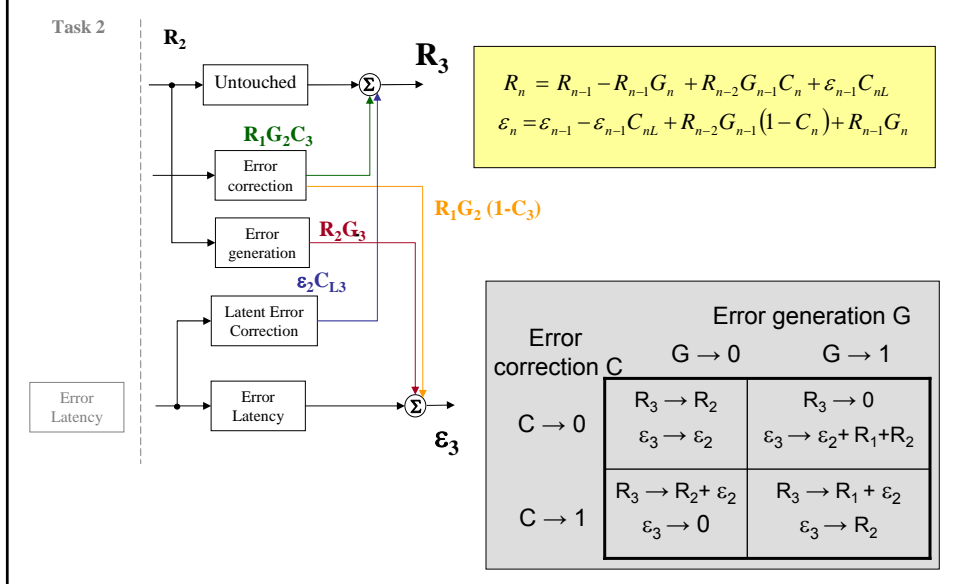 Task 2
R₂
Untouched
Σ
R₃
R₁G₂C₃
Error
correction
R₁G₂ (1-C₃)
Error
generation
R₂G₃
ε₂C_L3
Latent Error
Correction
Error
Latency
Error
Latency
Σ
ε₃
Rₙ = Rₙ₋₁ − Rₙ₋₁Gₙ + Rₙ₋₂Gₙ₋₁Cₙ + εₙ₋₁C_nL
εₙ = εₙ₋₁ − εₙ₋₁C_nL + Rₙ₋₂Gₙ₋₁(1 − Cₙ) + Rₙ₋₁Gₙ
Error generation G
Error
correction C
G → 0 G → 1
C → 0
R₃ → R₂
ε₃ → ε₂
R₃ → 0
ε₃ → ε₂+ R₁+R₂
C → 1
R₃ → R₂+ ε₂
ε₃ → 0
R₃ → R₁ + ε₂
ε₃ → R₂